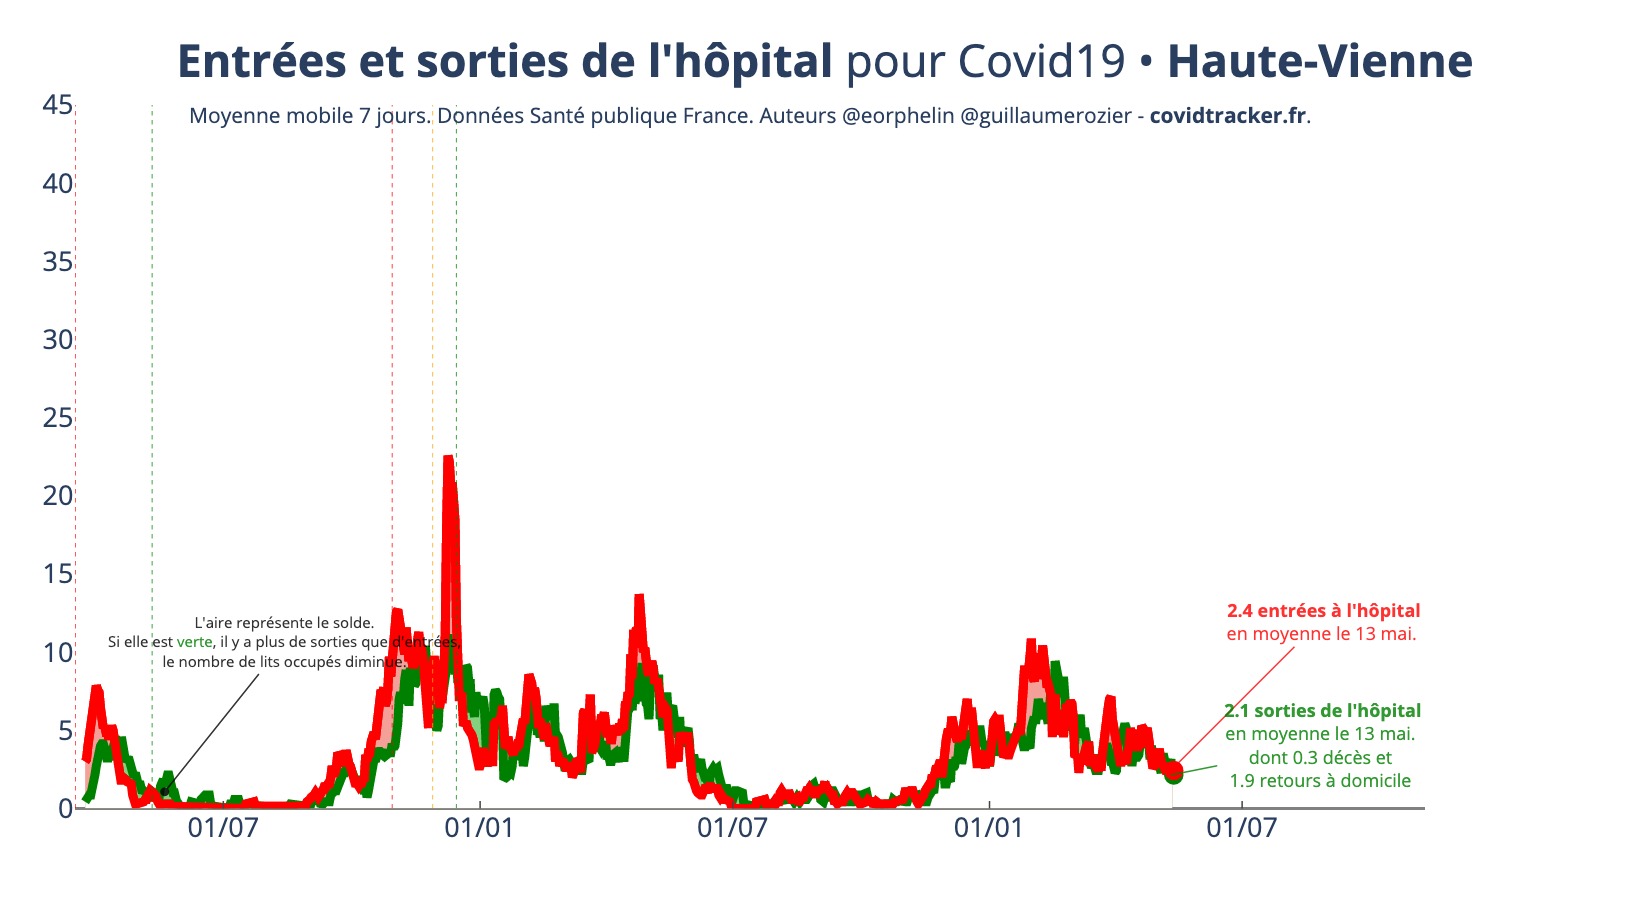 Entrées et sorties de l'hôpital pour Covid19 • Haute-Vienne
Moyenne mobile 7 jours. Données Santé publique France. Auteurs @eorphelin @guillaumerozier - covidtracker.fr.
45
40
35
30
25
20
15
10
5
0
L'aire représente le solde.
Si elle est verte, il y a plus de sorties que d'entrées,
le nombre de lits occupés diminue.
2.4 entrées à l'hôpital
en moyenne le 13 mai.
2.1 sorties de l'hôpital
en moyenne le 13 mai.
dont 0.3 décès et
1.9 retours à domicile
01/07
01/01
01/07
01/01
01/07